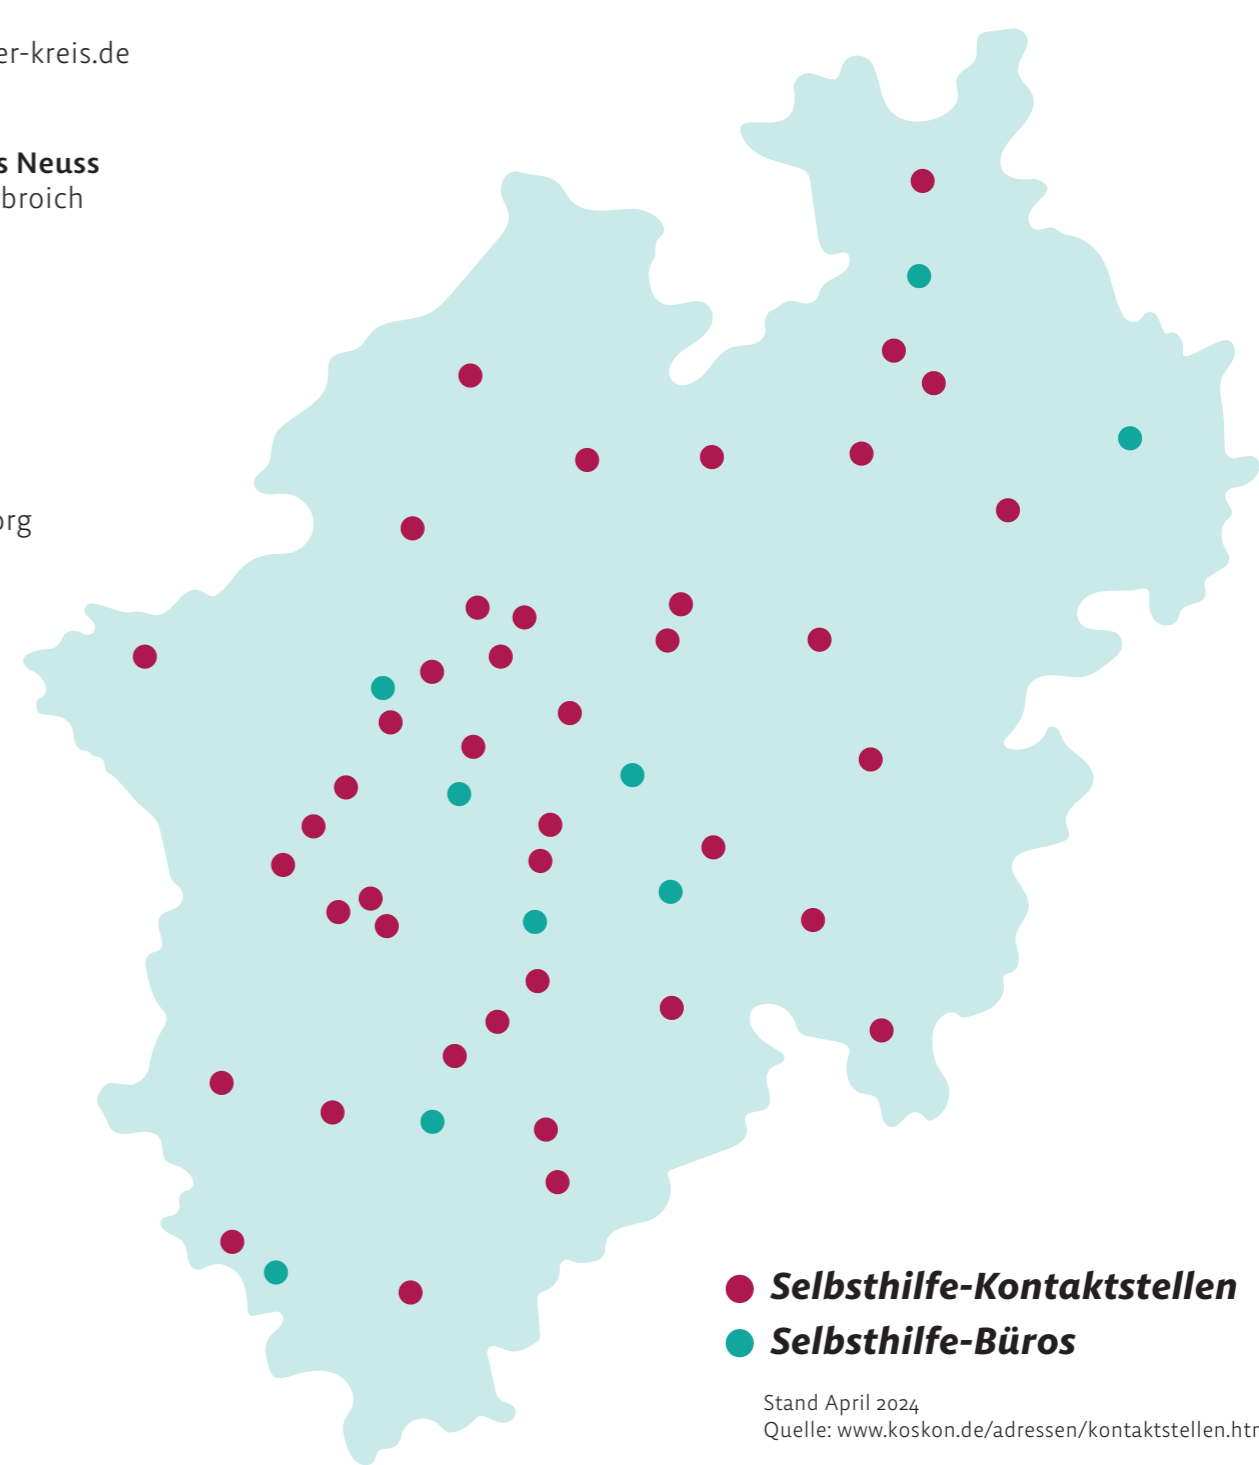 er-kreis.de
s Neuss
broich
org
Selbsthilfe-Kontaktstellen
Selbsthilfe-Büros
Stand April 2024
Quelle: www.koskon.de/adressen/kontaktstellen.htm